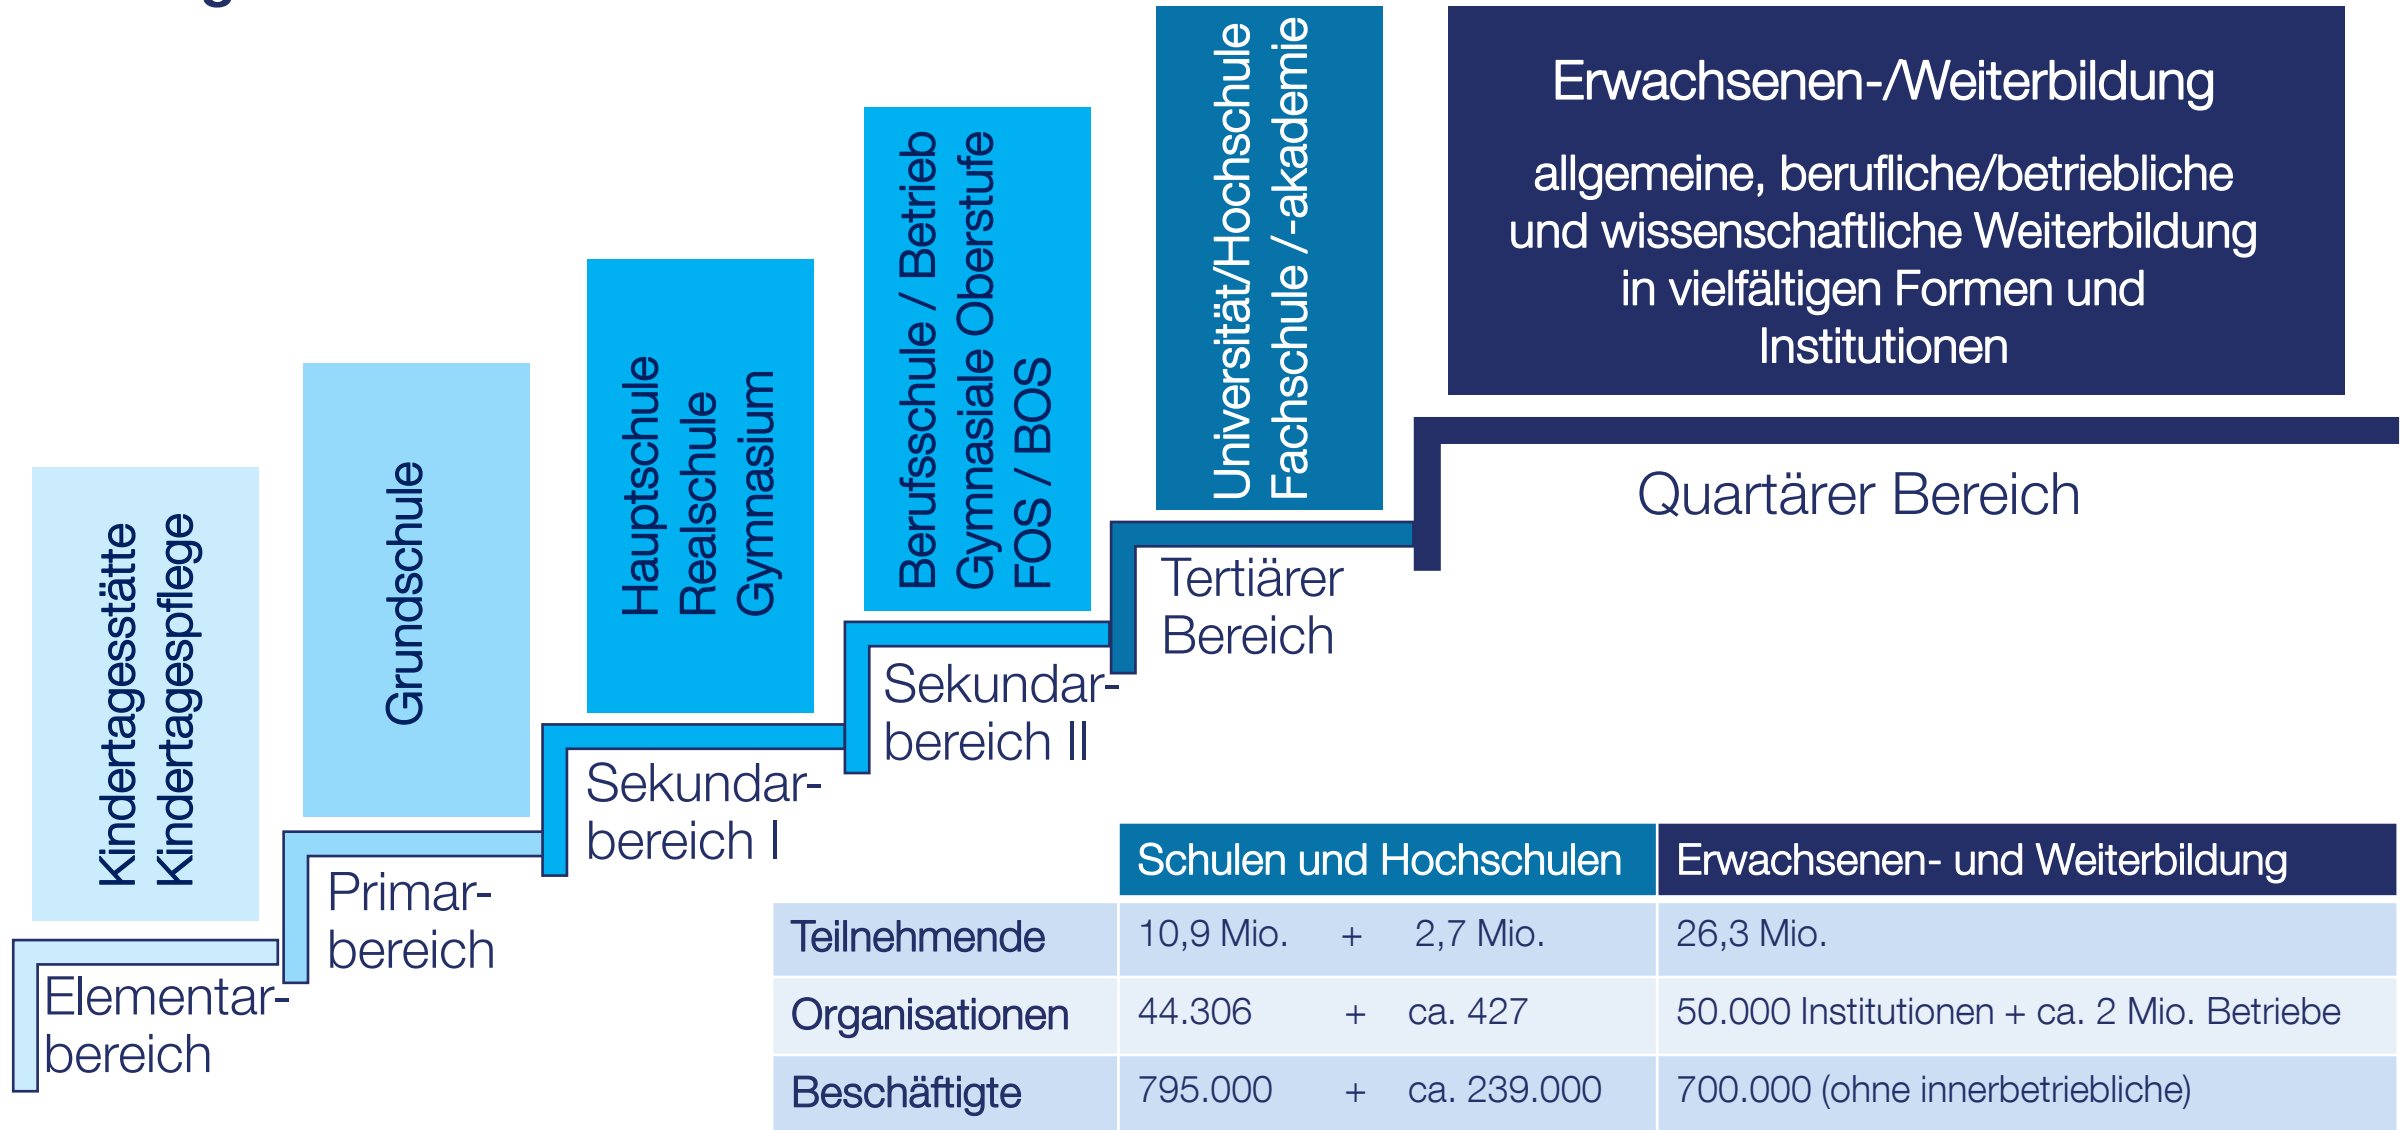 Kindertagesstätte
Kindertagespflege
Elementar-
bereich
Grundschule
Primar-
bereich
Hauptschule
Realschule
Gymnasium
Sekundar-
bereich I
Berufsschule / Betrieb
Gymnasiale Oberstufe
FOS / BOS
Sekundar-
bereich II
Universität/Hochschule
Fachschule / -akademie
Tertiärer
Bereich
Erwachsenen-/Weiterbildung
allgemeine, berufliche/betriebliche
und wissenschaftliche Weiterbildung
in vielfältigen Formen und
Institutionen
Quartärer Bereich
Schulen und Hochschulen Erwachsenen- und Weiterbildung
Teilnehmende 10,9 Mio. + 2,7 Mio. 26,3 Mio.
Organisationen 44.306 + ca. 427 50.000 Institutionen + ca. 2 Mio. Betriebe
Beschäftigte 795.000 + ca. 239.000 700.000 (ohne innerbetriebliche)